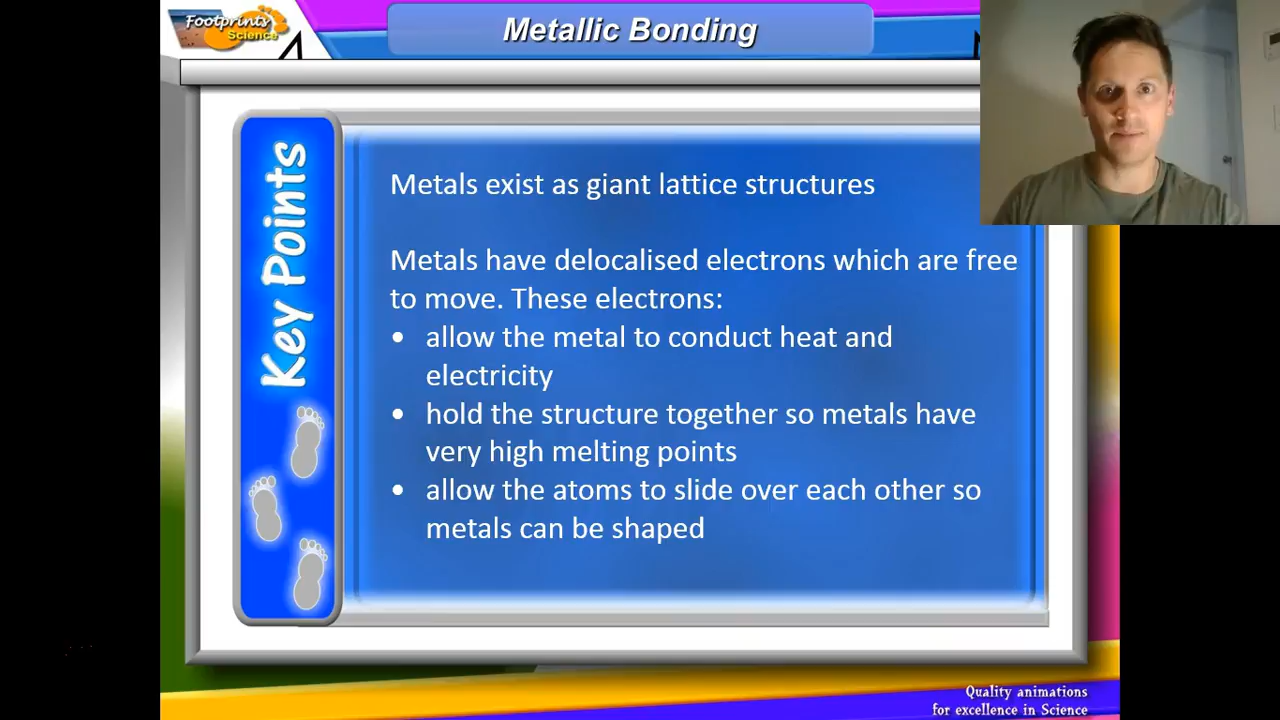 Footprints
Science
Metallic Bonding
Key Points
Metals exist as giant lattice structures
Metals have delocalised electrons which are free
to move. These electrons:
• allow the metal to conduct heat and
electricity
• hold the structure together so metals have
very high melting points
• allow the atoms to slide over each other so
metals can be shaped
Quality animations
for excellence in Science